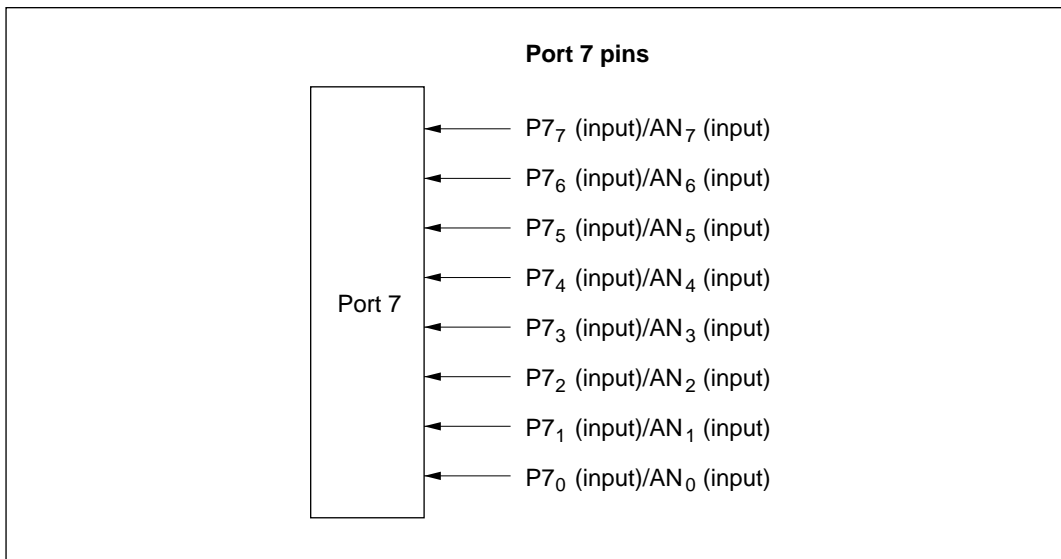 Port 7 pins
P7₇ (input)/AN₇ (input)
P7₆ (input)/AN₆ (input)
P7₅ (input)/AN₅ (input)
P7₄ (input)/AN₄ (input)
Port 7
P7₃ (input)/AN₃ (input)
P7₂ (input)/AN₂ (input)
P7₁ (input)/AN₁ (input)
P7₀ (input)/AN₀ (input)